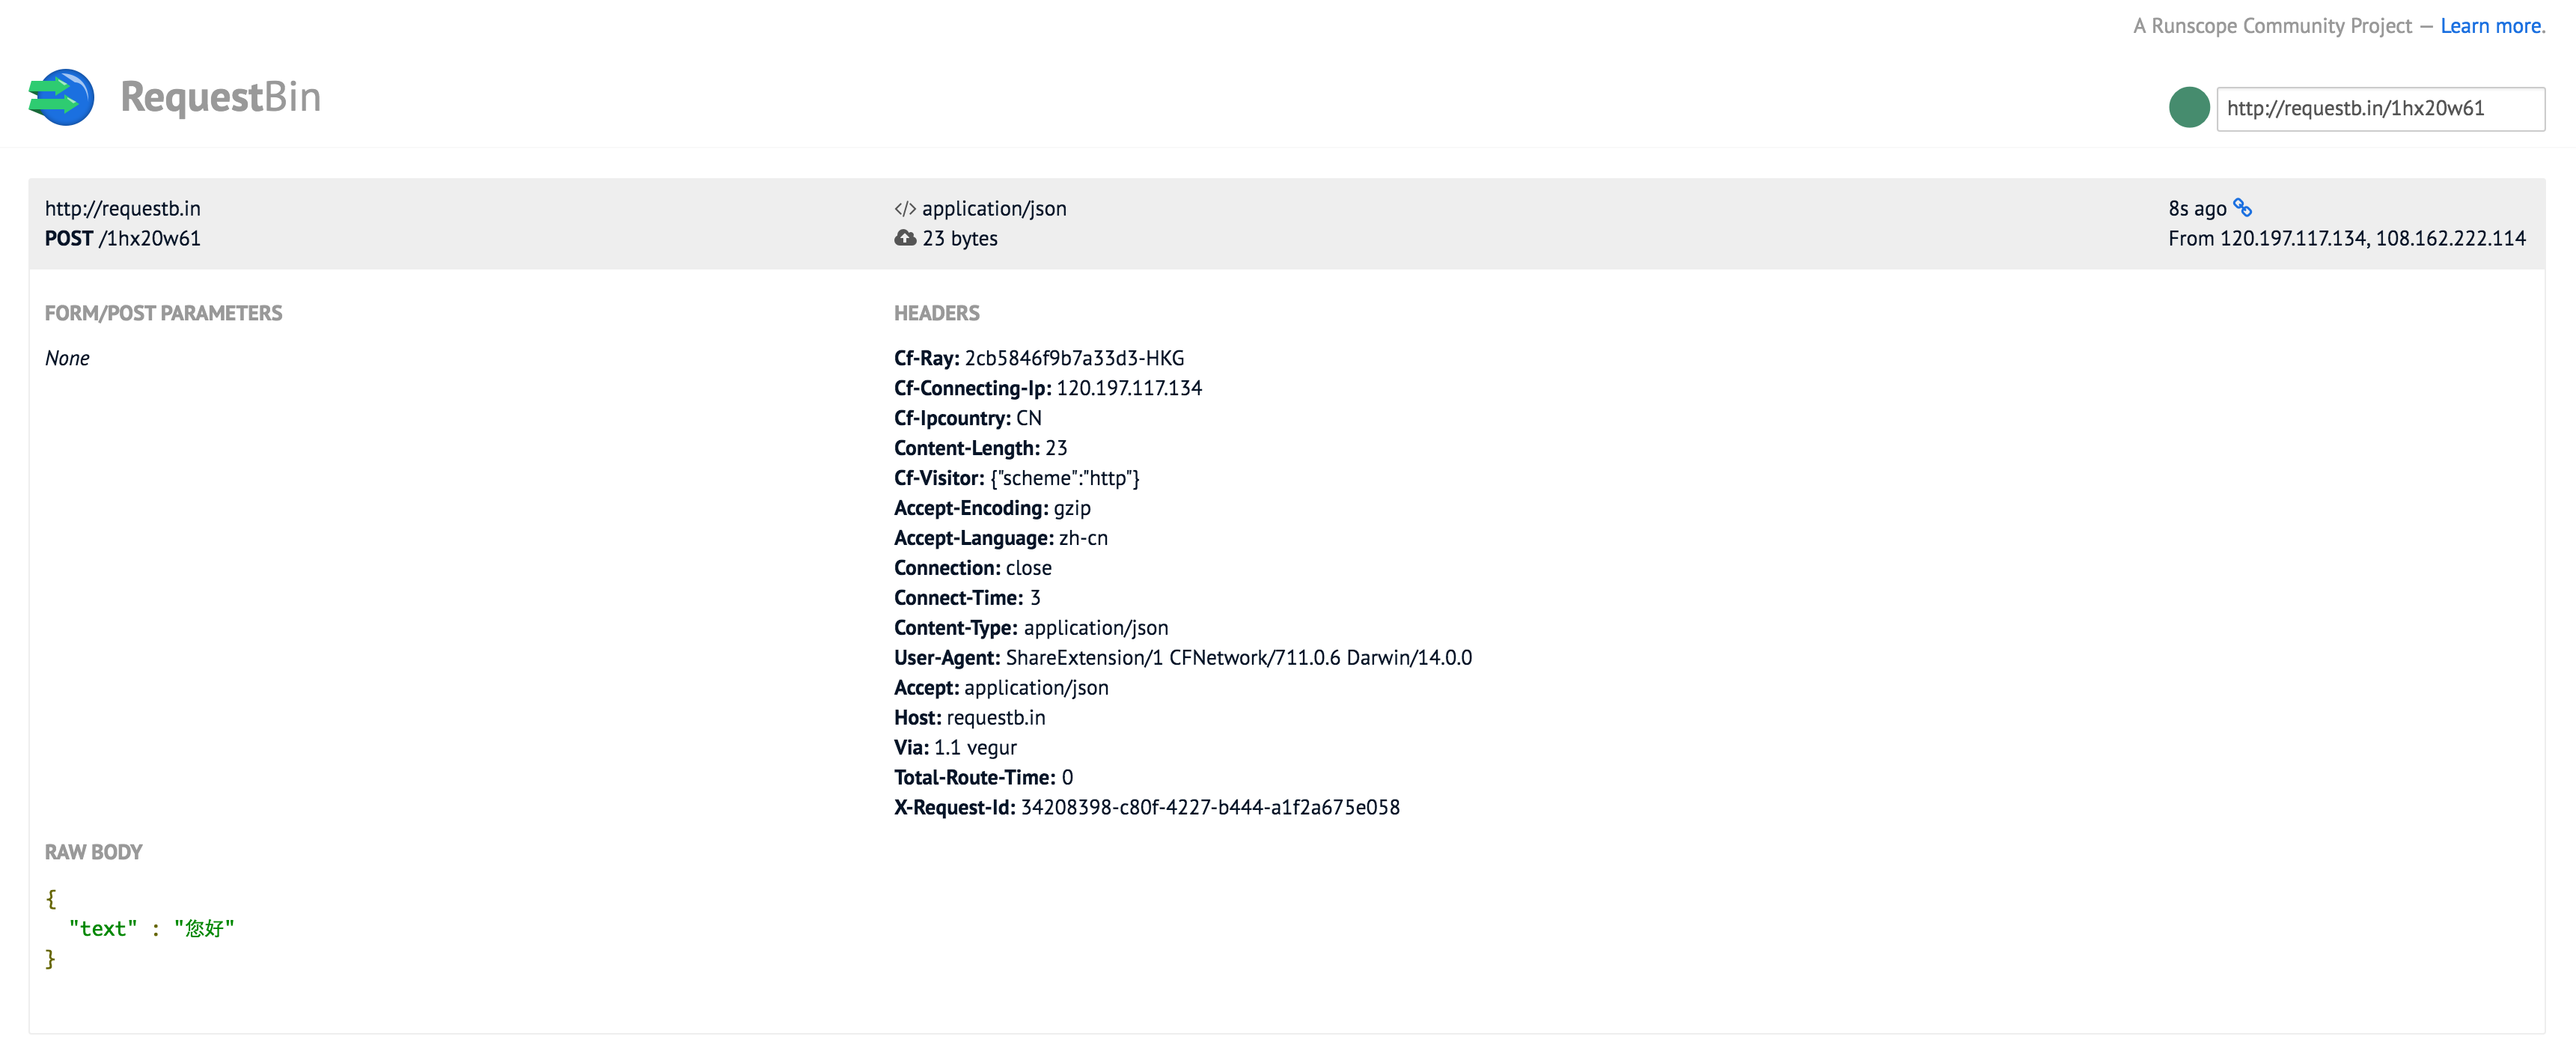 A Runscope Community Project — Learn more.
RequestBin
http://requestb.in/1hx20w61
http://requestb.in
POST /1hx20w61
</> application/json
23 bytes
8s ago
From 120.197.117.134, 108.162.222.114
FORM/POST PARAMETERS
None
HEADERS
Cf-Ray: 2cb5846f9b7a33d3-HKG
Cf-Connecting-Ip: 120.197.117.134
Cf-Ipcountry: CN
Content-Length: 23
Cf-Visitor: {"scheme":"http"}
Accept-Encoding: gzip
Accept-Language: zh-cn
Connection: close
Connect-Time: 3
Content-Type: application/json
User-Agent: ShareExtension/1 CFNetwork/711.0.6 Darwin/14.0.0
Accept: application/json
Host: requestb.in
Via: 1.1 vegur
Total-Route-Time: 0
X-Request-Id: 34208398-c80f-4227-b444-a1f2a675e058
RAW BODY
{
"text" : "您好"
}